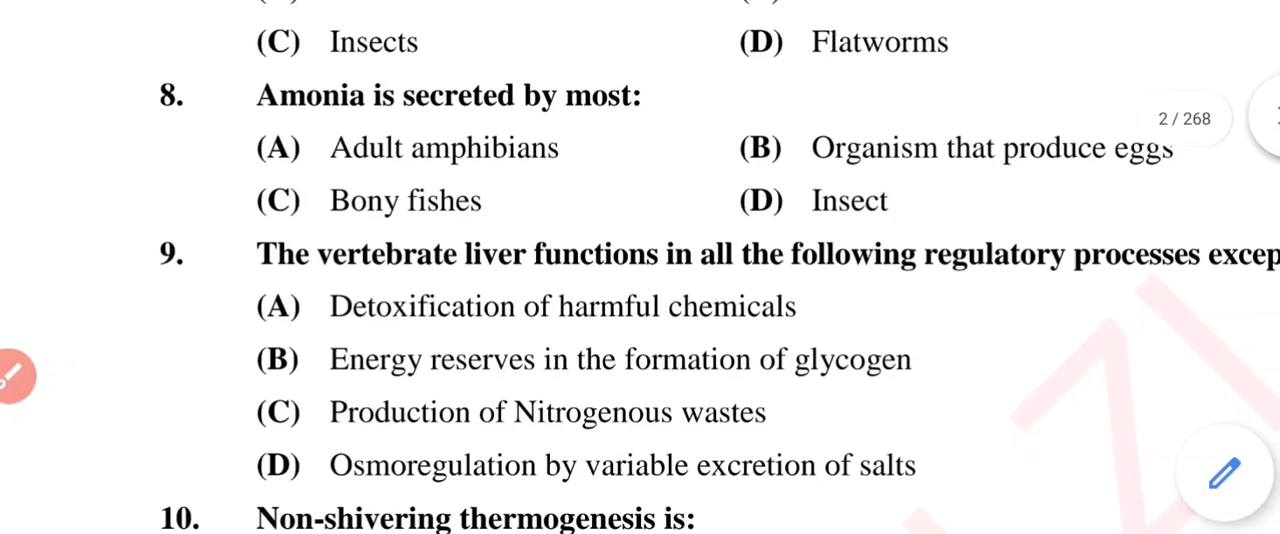 (C) Insects (D) Flatworms
8. Amonia is secreted by most:
2 / 268
(A) Adult amphibians (B) Organism that produce eggs
(C) Bony fishes (D) Insect
9. The vertebrate liver functions in all the following regulatory processes excep
(A) Detoxification of harmful chemicals
(B) Energy reserves in the formation of glycogen
(C) Production of Nitrogenous wastes
(D) Osmoregulation by variable excretion of salts
10. Non-shivering thermogenesis is: